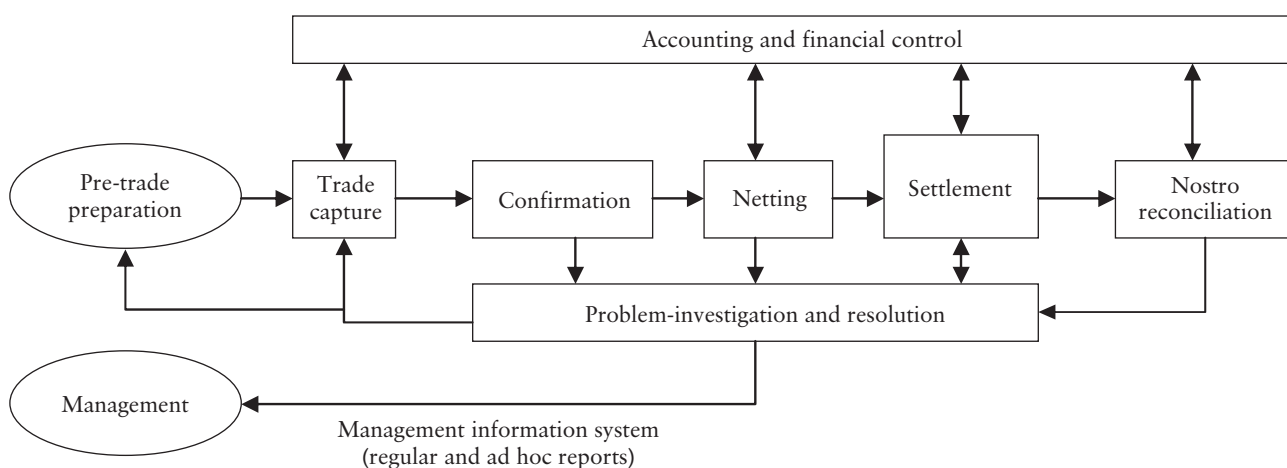 Accounting and financial control
Pre-trade
preparation
Trade
capture
Confirmation
Netting
Settlement
Nostro
reconciliation
Problem-investigation and resolution
Management
Management information system
(regular and ad hoc reports)